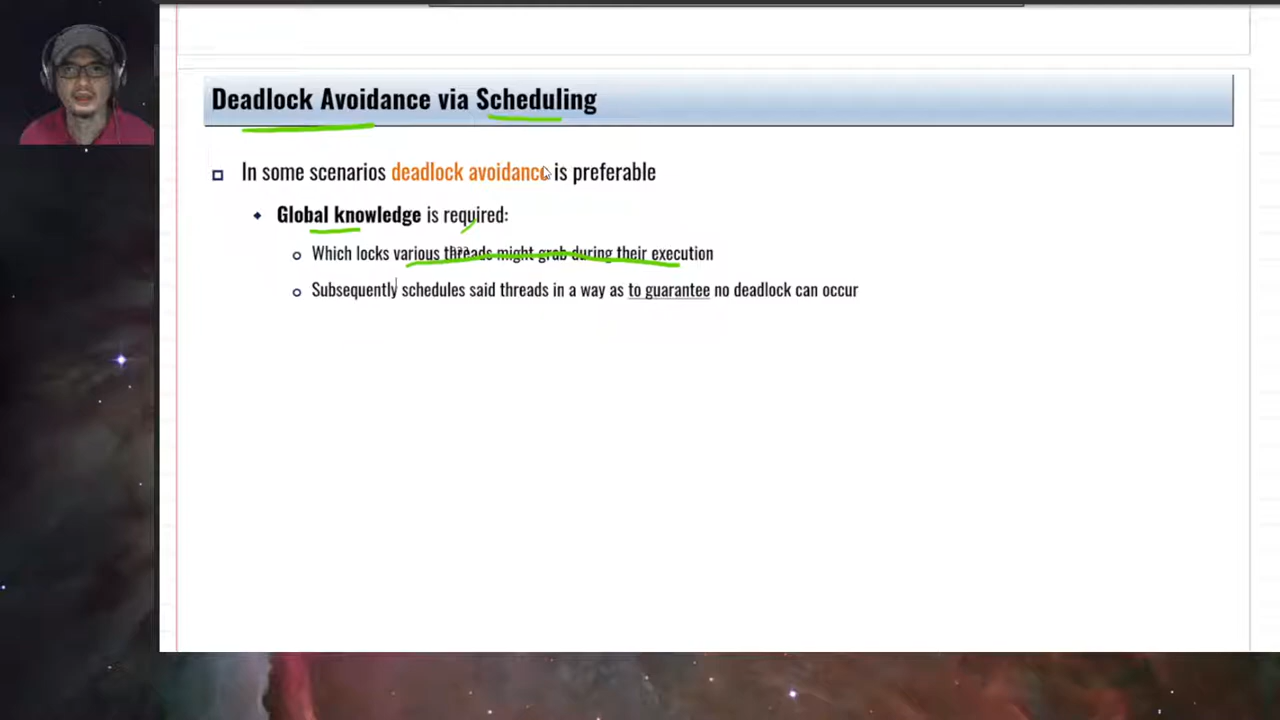 Deadlock Avoidance via Scheduling
In some scenarios deadlock avoidance is preferable
Global knowledge is required:
Which locks various threads might grab during their execution
Subsequently schedules said threads in a way as to guarantee no deadlock can occur